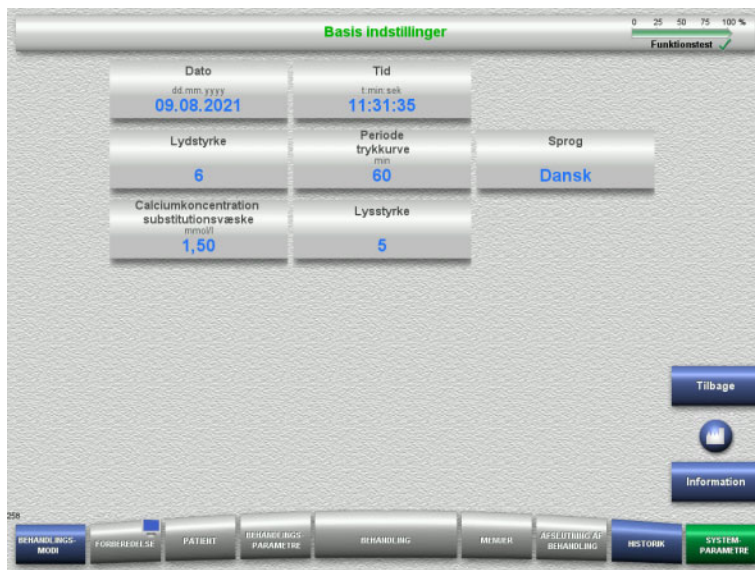 Basis indstillinger
0 25 50 75 100 %
Funktionstest
Dato
dd.mm.yyyy
09.08.2021
Tid
t:min:sek
11:31:35
Lydstyrke
6
Periode
trykkurve
min
60
Sprog
Dansk
Calciumkoncentration
substitutionsvæske
mmol/l
1,50
Lysstyrke
5
Tilbage
Information
256
BEHANDLINGS-
MODI
FORBEREDELSE
PATIENT
BEHANDLINGS-
PARAMETRE
BEHANDLING
MENUER
AFSLUTNING AF
BEHANDLING
HISTORIK
SYSTEM-
PARAMETRE